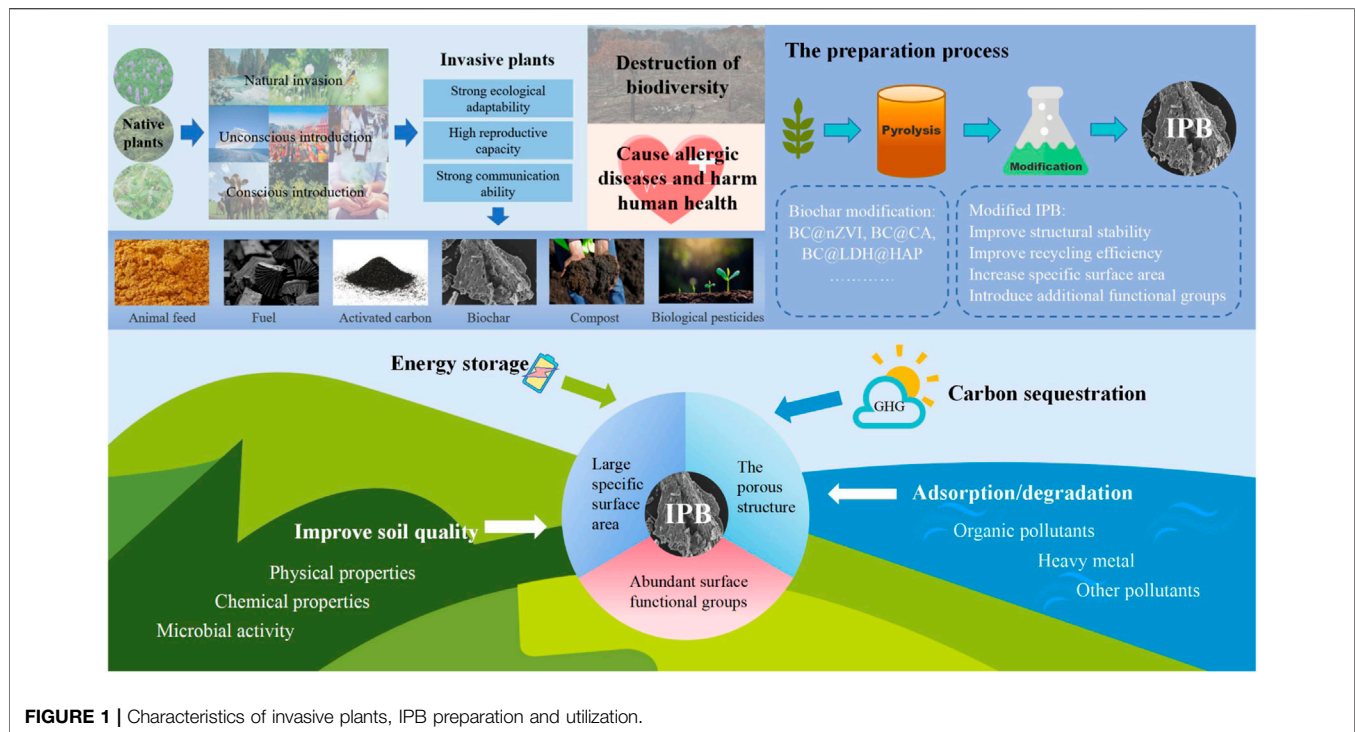 Native
plants
Natural invasion
Unconscious introduction
Conscious introduction
Invasive plants
Strong ecological
adaptability
High reproductive
capacity
Strong communication
ability
Destruction of
biodiversity
Cause allergic
diseases and harm
human health
Animal feed
Fuel
Activated carbon
Biochar
Compost
Biological pesticides
The preparation process
Pyrolysis
Modification
IPB
Biochar modification:
BC@nZVI, BC@CA,
BC@LDH@HAP
…………
Modified IPB:
Improve structural stability
Improve recycling efficiency
Increase specific surface area
Introduce additional functional groups
Energy storage
GHG
Carbon sequestration
Large
specific
surface
area
The
porous
structure
IPB
Abundant surface
functional groups
Improve soil quality
Physical properties
Chemical properties
Microbial activity
Adsorption/degradation
Organic pollutants
Heavy metal
Other pollutants
FIGURE 1 | Characteristics of invasive plants, IPB preparation and utilization.